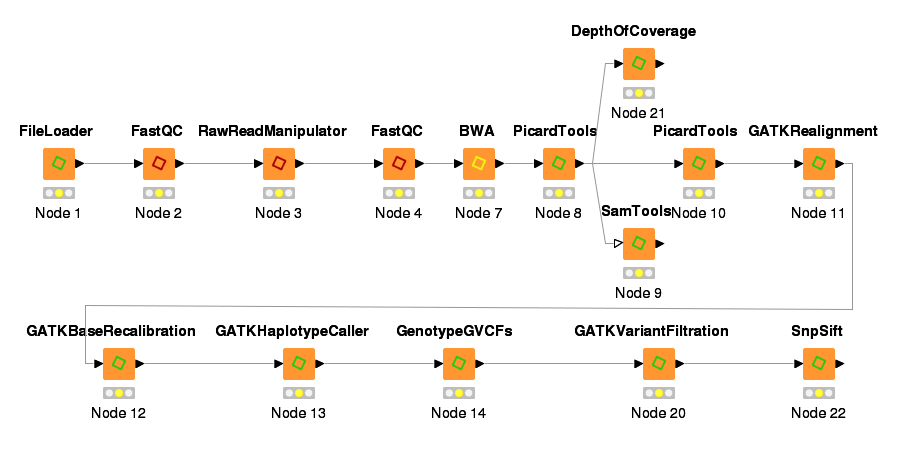 DepthOfCoverage
Node 21
FileLoader
FastQC
RawReadManipulator
FastQC
BWA
PicardTools
PicardTools
GATKRealignment
Node 1
Node 2
Node 3
Node 4
Node 7
Node 8
SamTools
Node 10
Node 11
Node 9
GATKBaseRecalibration
GATKHaplotypeCaller
GenotypeGVCFs
GATKVariantFiltration
SnpSift
Node 12
Node 13
Node 14
Node 20
Node 22